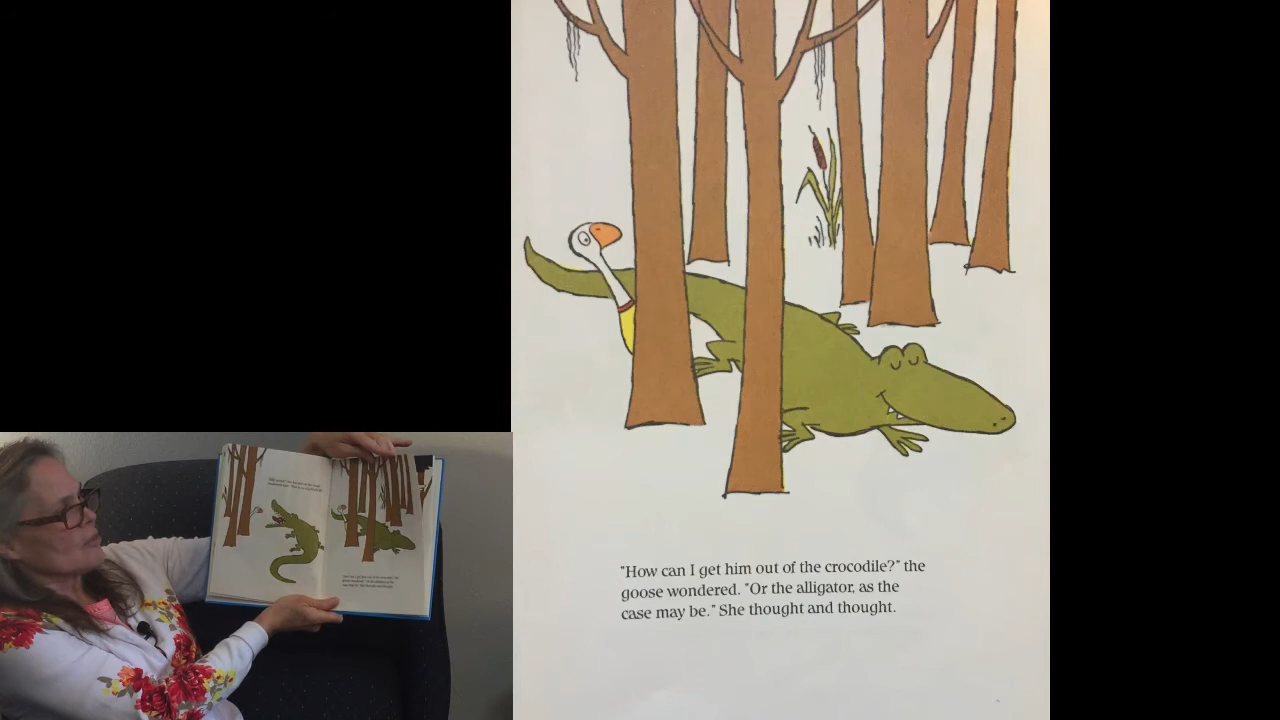 "How can I get him out of the crocodile?" the
goose wondered. "Or the alligator, as the
case may be." She thought and thought.